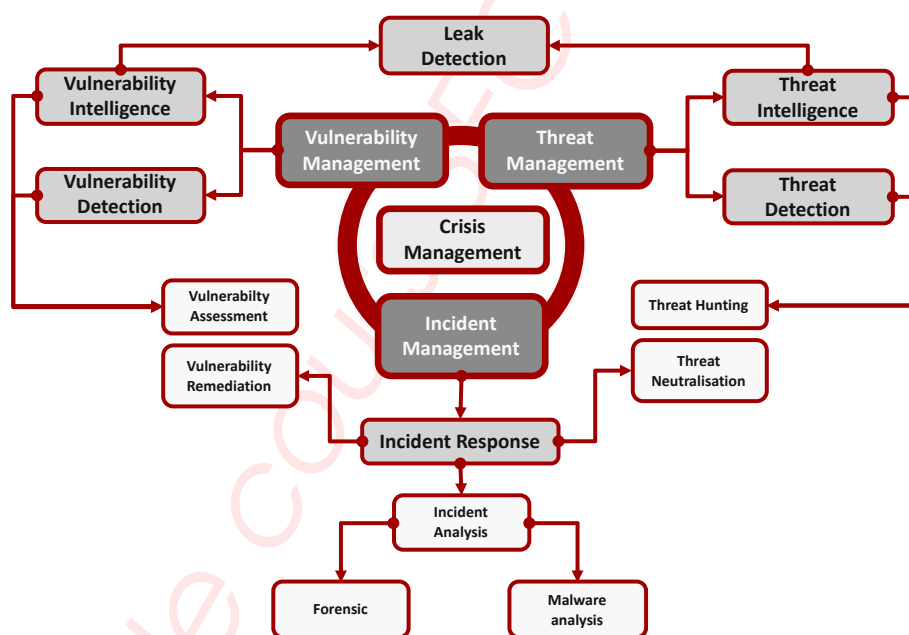 Leak
Detection
Vulnerability
Intelligence
Threat
Intelligence
Vulnerability
Management
Threat
Management
Vulnerability
Detection
Threat
Detection
Crisis
Management
Vulnerabilty
Assessment
Threat Hunting
Incident
Management
Vulnerability
Remediation
Threat
Neutralisation
Incident Response
Incident
Analysis
Forensic
Malware
analysis